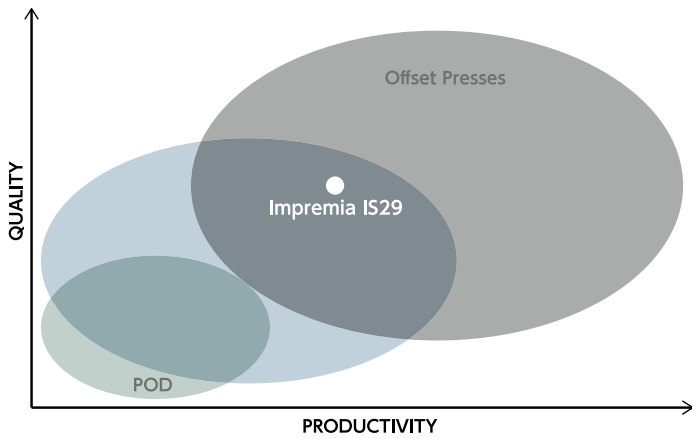 Offset Presses
QUALITY
Impremia IS29
POD
PRODUCTIVITY